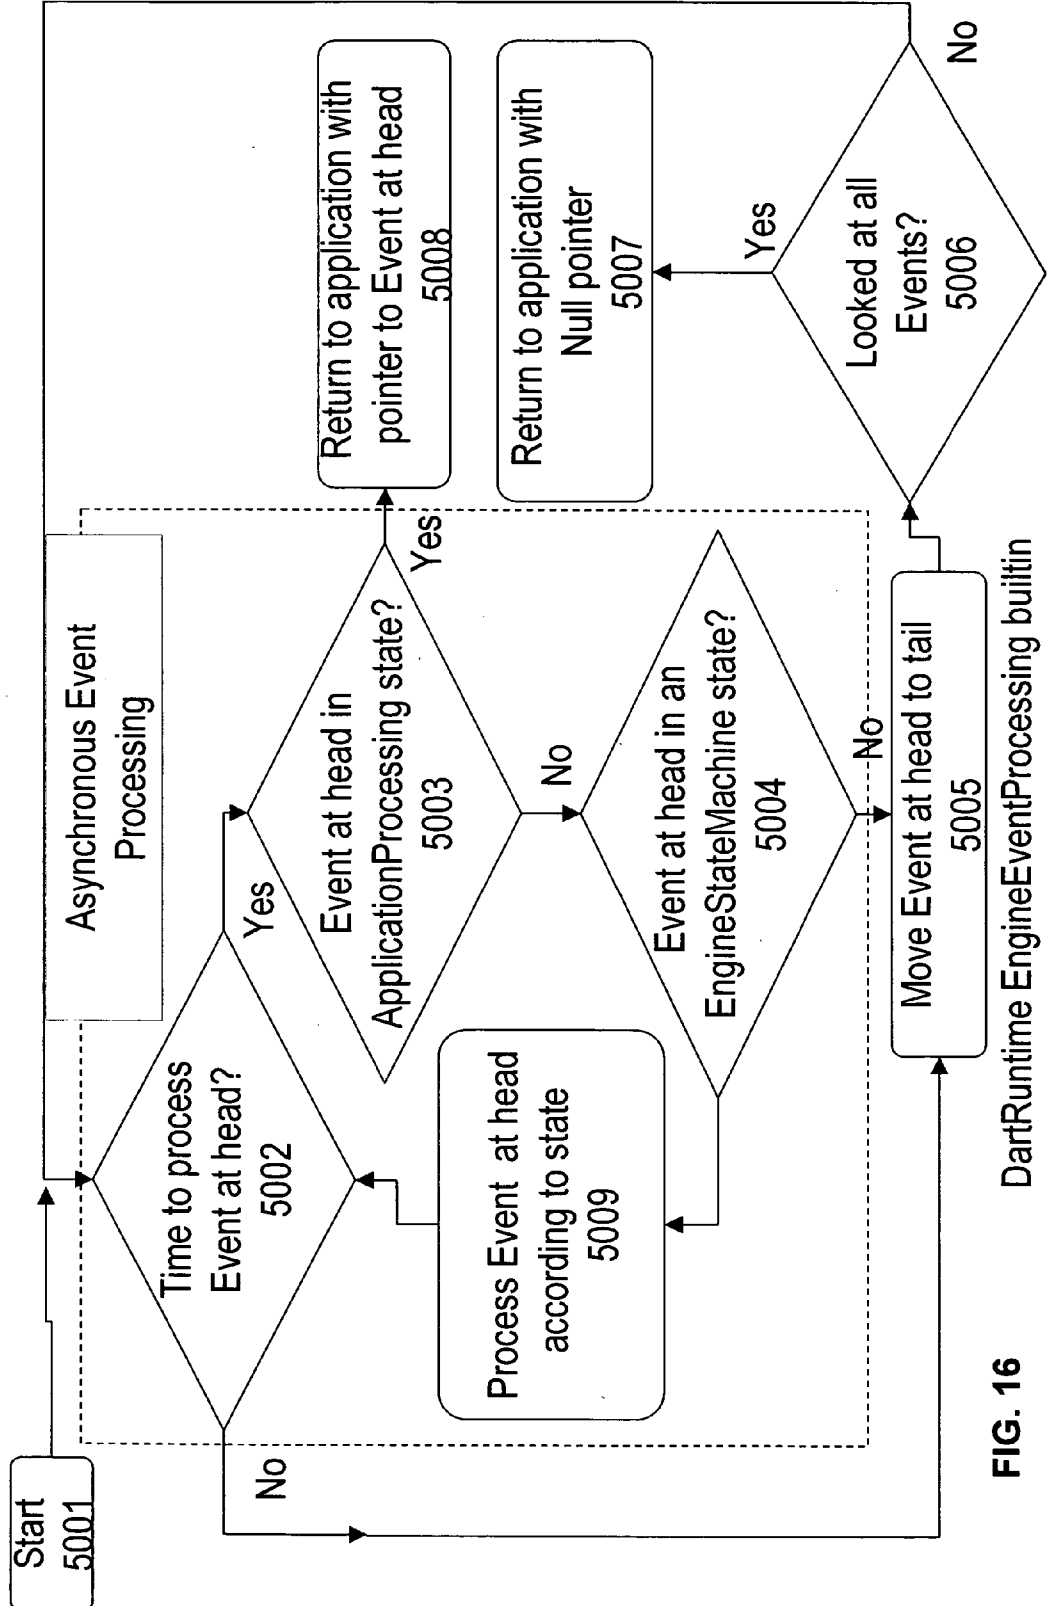 Start
5001
Asynchronous Event
Processing
Time to process
Event at head?
5002
Yes
No
Event at head in
ApplicationProcessing state?
5003
Yes
No
Return to application with
pointer to Event at head
5008
Process Event at head
according to state
5009
Event at head in an
EngineStateMachine state?
5004
No
Return to application with
Null pointer
5007
Yes
Move Event at head to tail
5005
Looked at all
Events?
5006
No
DartRuntime EngineEventProcessing builtin
FIG. 16